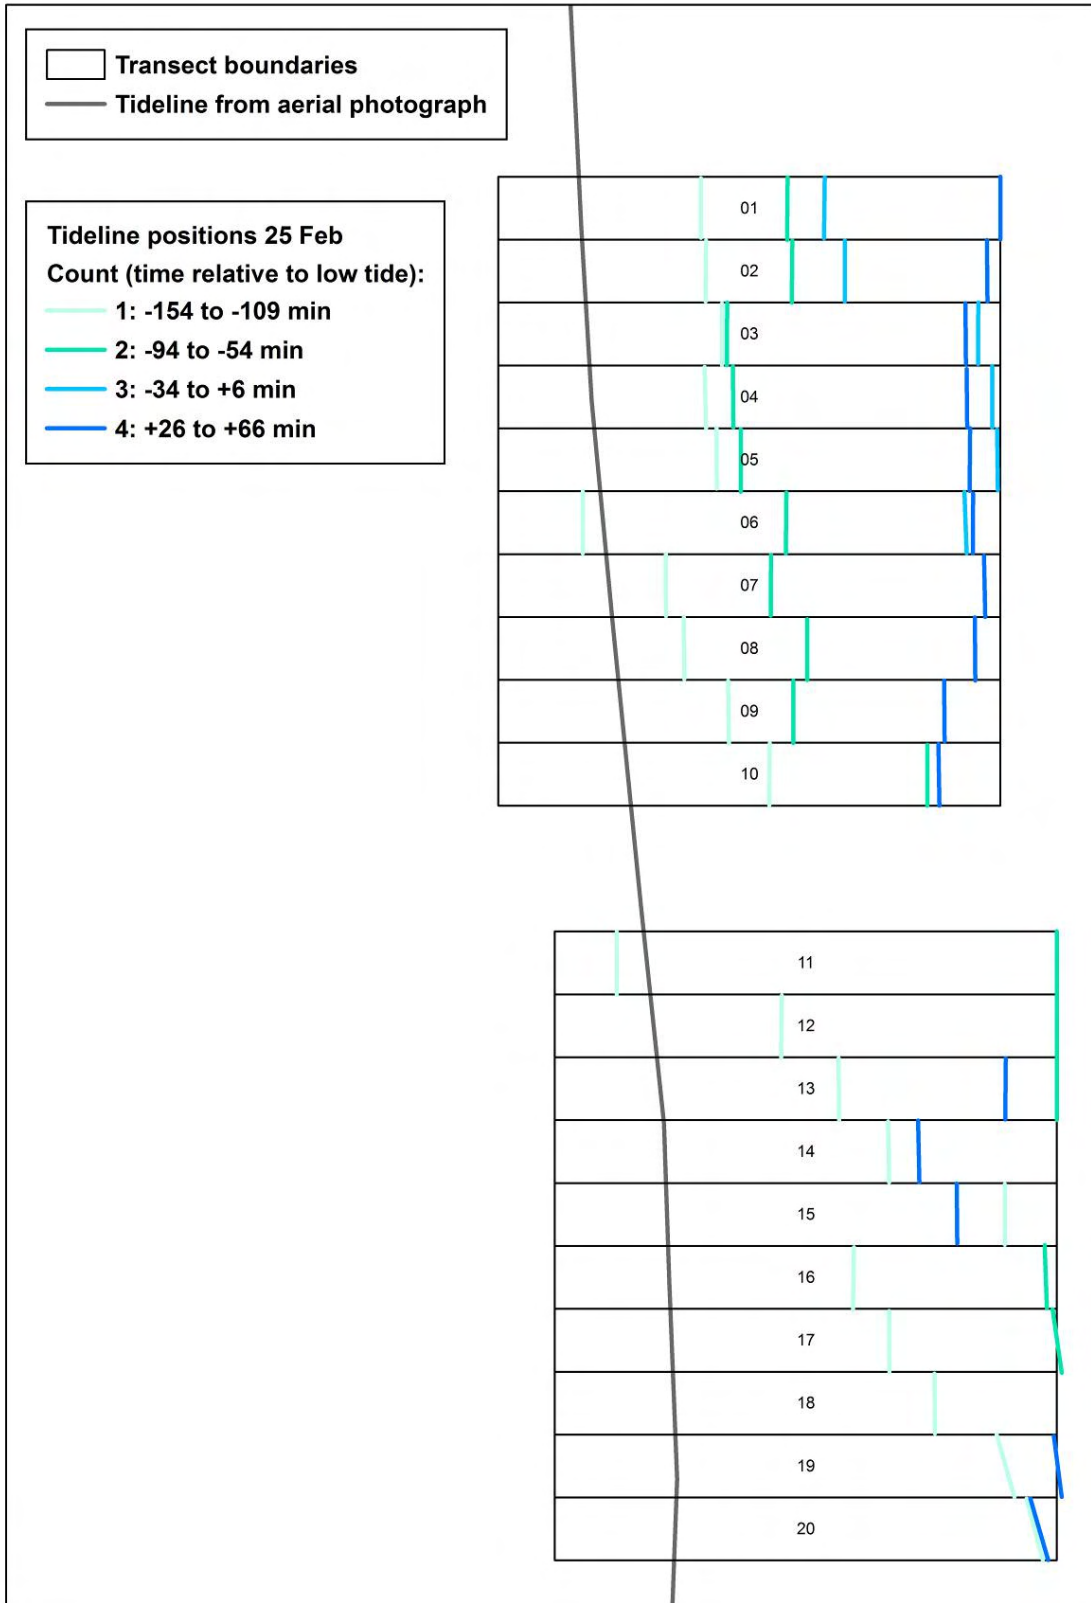 Transect boundaries
Tideline from aerial photograph
Tideline positions 25 Feb
Count (time relative to low tide):
1: -154 to -109 min
2: -94 to -54 min
3: -34 to +6 min
4: +26 to +66 min
01
02
03
04
05
06
07
08
09
10
11
12
13
14
15
16
17
18
19
20